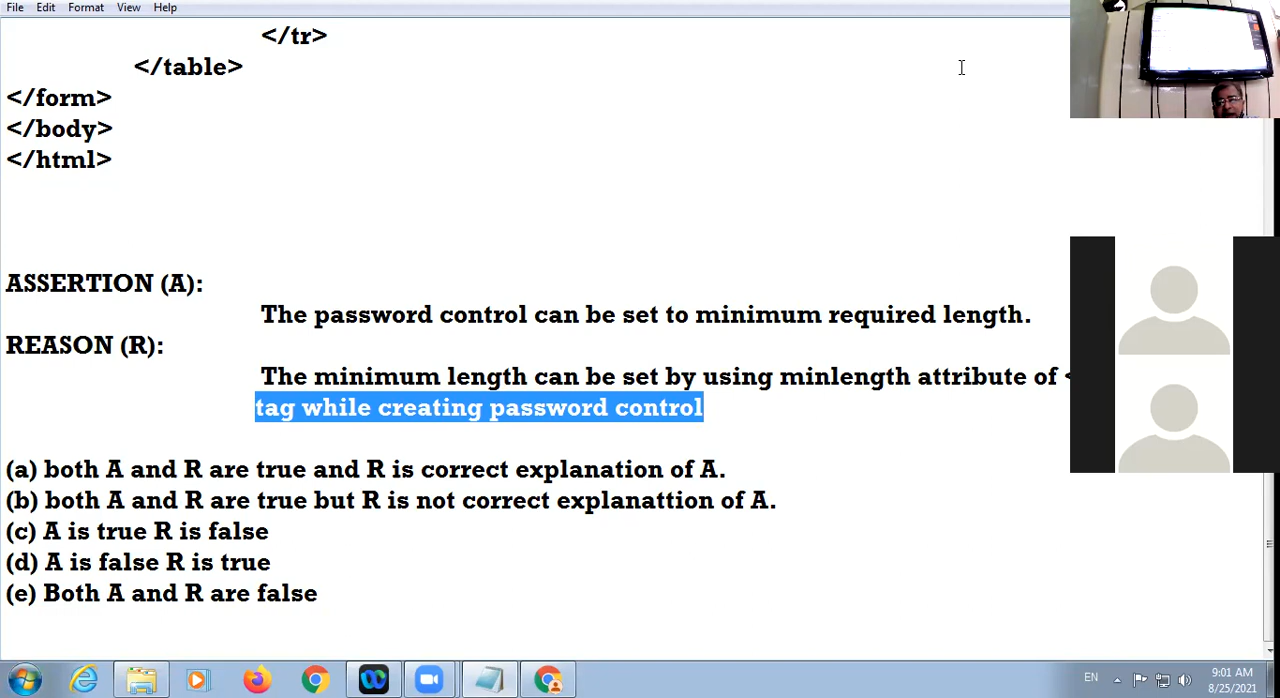 File Edit Format View Help
</tr>
</table>
</form>
</body>
</html>
ASSERTION (A):
The password control can be set to minimum required length.
REASON (R):
The minimum length can be set by using minlength attribute of <
tag while creating password control
(a) both A and R are true and R is correct explanation of A.
(b) both A and R are true but R is not correct explanattion of A.
(c) A is true R is false
(d) A is false R is true
(e) Both A and R are false
EN
9:01 AM
8/25/2021